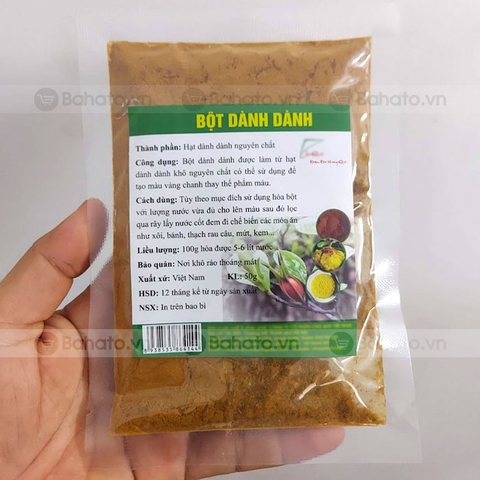 Bahato.vn Bahato.vn Bahato.vn
BỘT DÀNH DÀNH
Thành phần: Hạt dành dành nguyên chất
Công dụng: Bột dành dành được làm từ hạt
dành dành khô nguyên chất có thể sử dụng để
tạo màu vàng chanh thay thế phẩm màu.
Cách dùng: Tùy theo mục đích sử dụng hòa bột
với lượng nước vừa đủ cho lên màu sau đó lọc
qua rây lấy nước cốt đem đi chế biến các món ăn
như xôi, bánh, thạch rau câu, mứt, kem...
Liều lượng: 100g hòa được 5-6 lít nước
Bảo quản: Nơi khô ráo thoáng mát
Xuất xứ: Việt Nam KL: 50g
HSD: 12 tháng kể từ ngày sản xuất
NSX: In trên bao bì
Bahato.vn Bahato.vn Bahato.vn